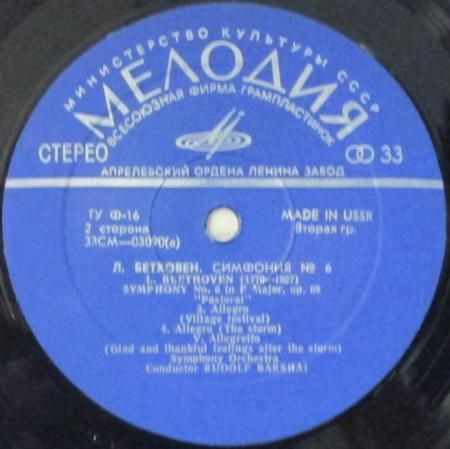 МИНИСТЕРСТВО КУЛЬТУРЫ СССР
МЕЛОДИЯ
ВСЕСОЮЗНАЯ ФИРМА ГРАМПЛАСТИНОК
СТЕРЕО
33
АПРЕЛЕВСКИЙ ОРДЕНА ЛЕНИНА ЗАВОД
ТУ Ф-16
MADE IN USSR
2 сторона
Вторая гр.
33СМ—03090(а)
Л. БЕТХОВЕН. СИМФОНИЯ № 6
L. BEETHOVEN (1770—1827)
SYMPHONY No. 6 in F Major, op. 68
"Pastoral"
3. Allegro
(Village festival)
4. Allegro (The storm)
V. Allegretto
(Glad and thankful feelings after the storm)
Symphony Orchestra
Conductor RUDOLF BARSHAI